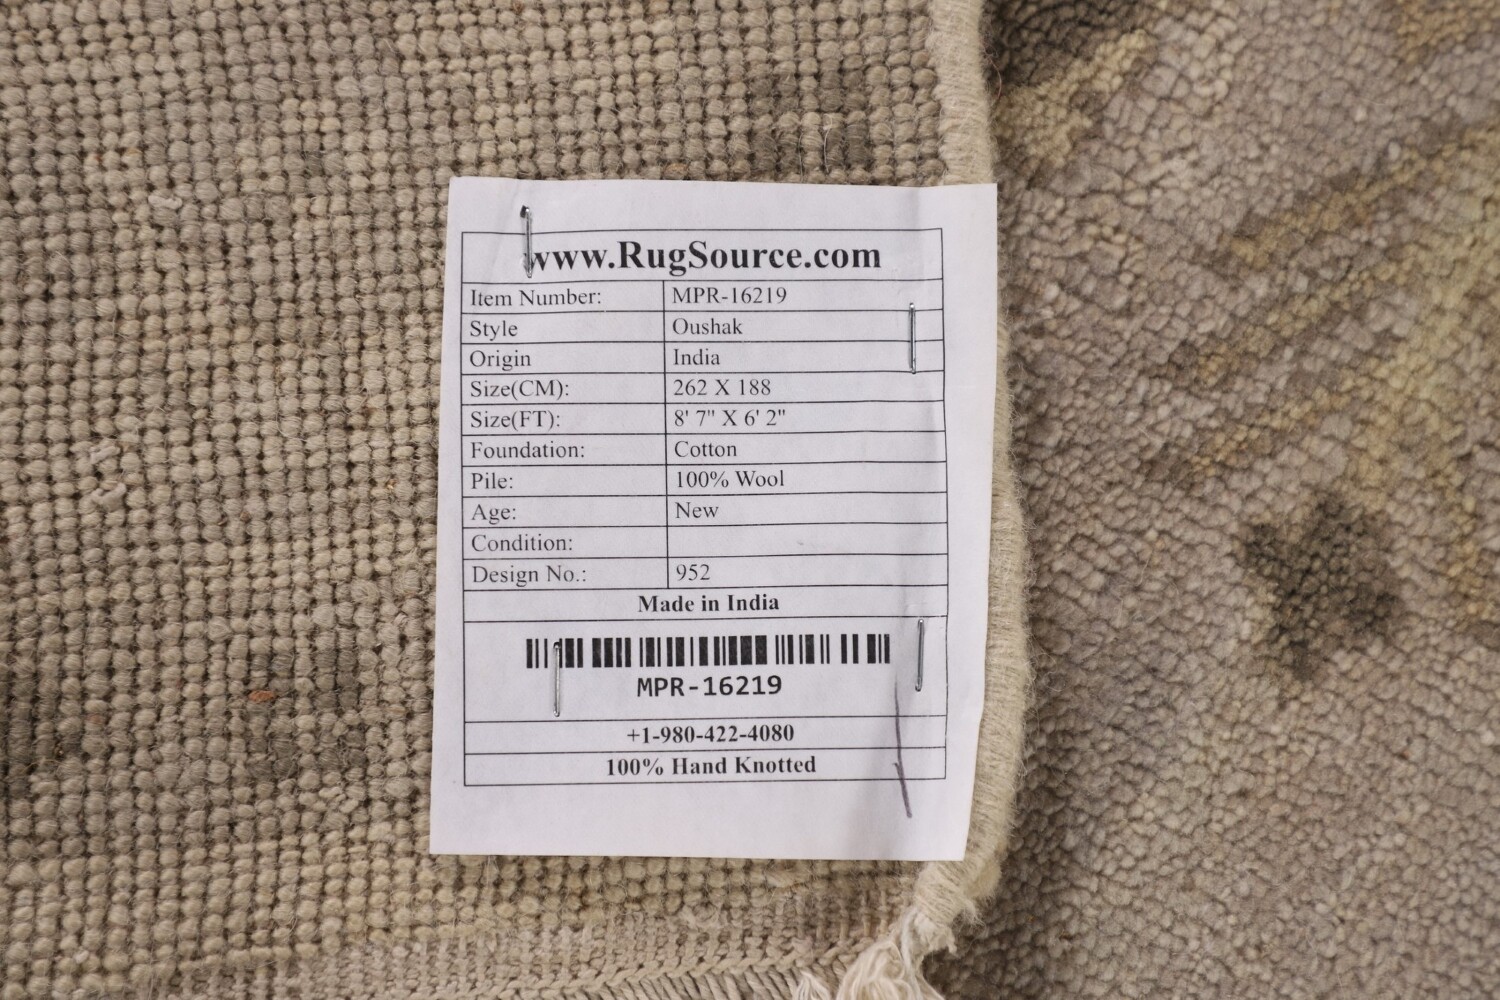 www.RugSource.com
Item Number: MPR-16219
Style Oushak
Origin India
Size(CM): 262 X 188
Size(FT): 8' 7" X 6' 2"
Foundation: Cotton
Pile: 100% Wool
Age: New
Condition:
Design No.: 952
Made in India
MPR-16219
+1-980-422-4080
100% Hand Knotted